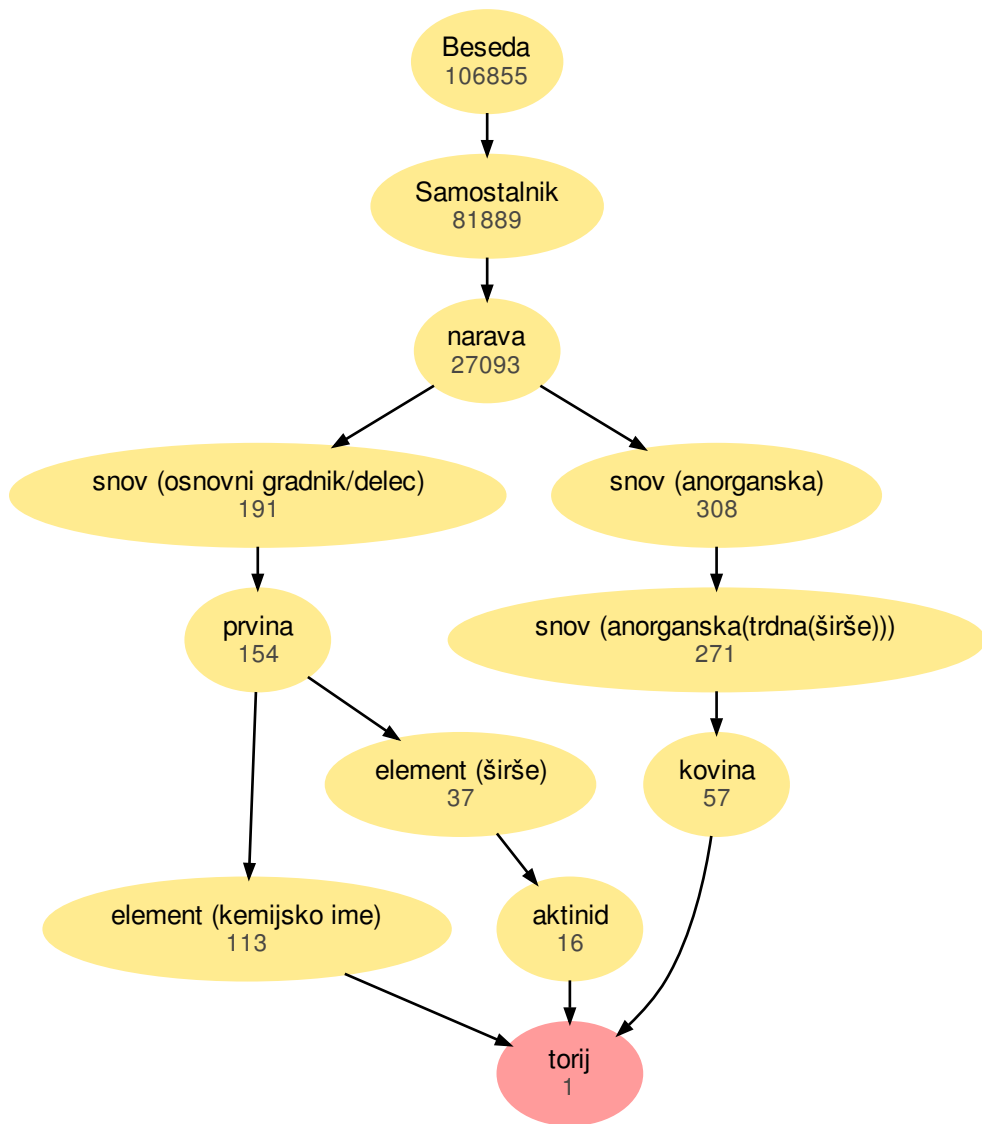 Beseda
106855
Samostalnik
81889
narava
27093
snov (osnovni gradnik/delec)
191
snov (anorganska)
308
prvina
154
snov (anorganska(trdna(širše)))
271
element (širše)
37
kovina
57
element (kemijsko ime)
113
aktinid
16
torij
1